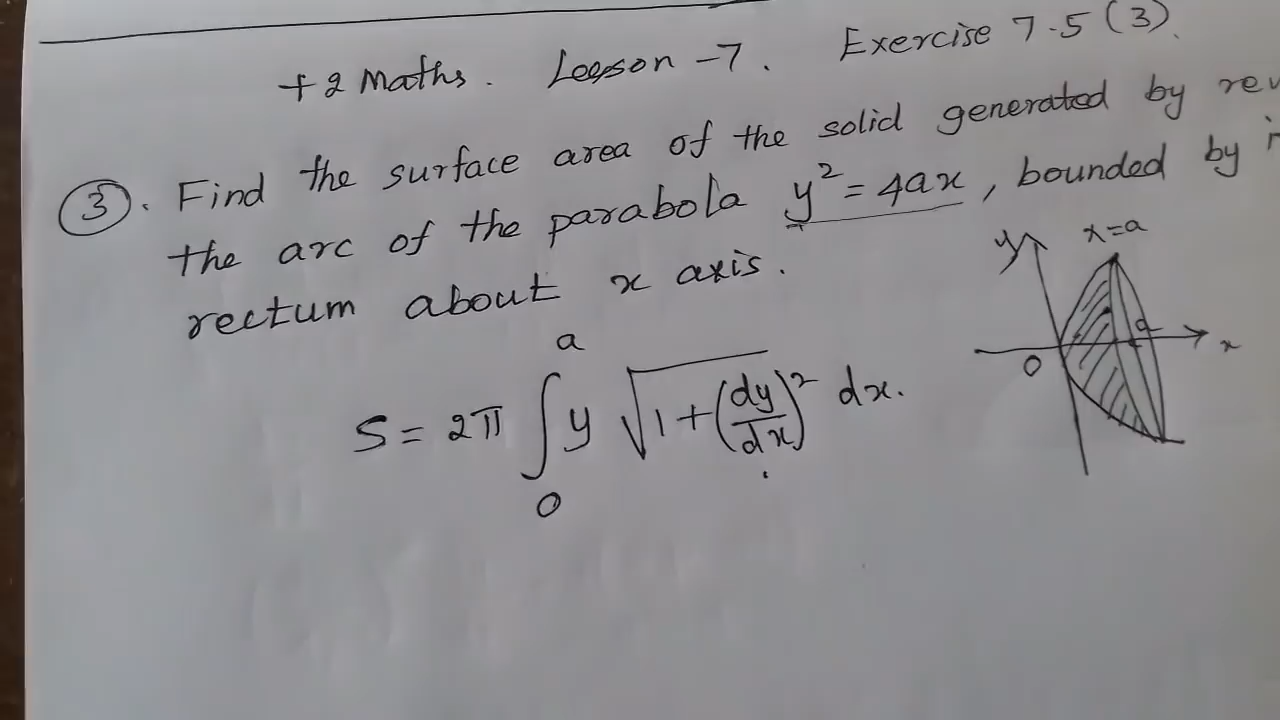 +2 Maths. Lesson -7. Exercise 7.5 (3).
(3). Find the surface area of the solid generated by
the arc of the parabola y² = 4ax, bounded by
rectum about x axis.
S = 2π ∫₀ᵃ y √(1+(dy/dx)²) dx.
y
x=a
a
x
0